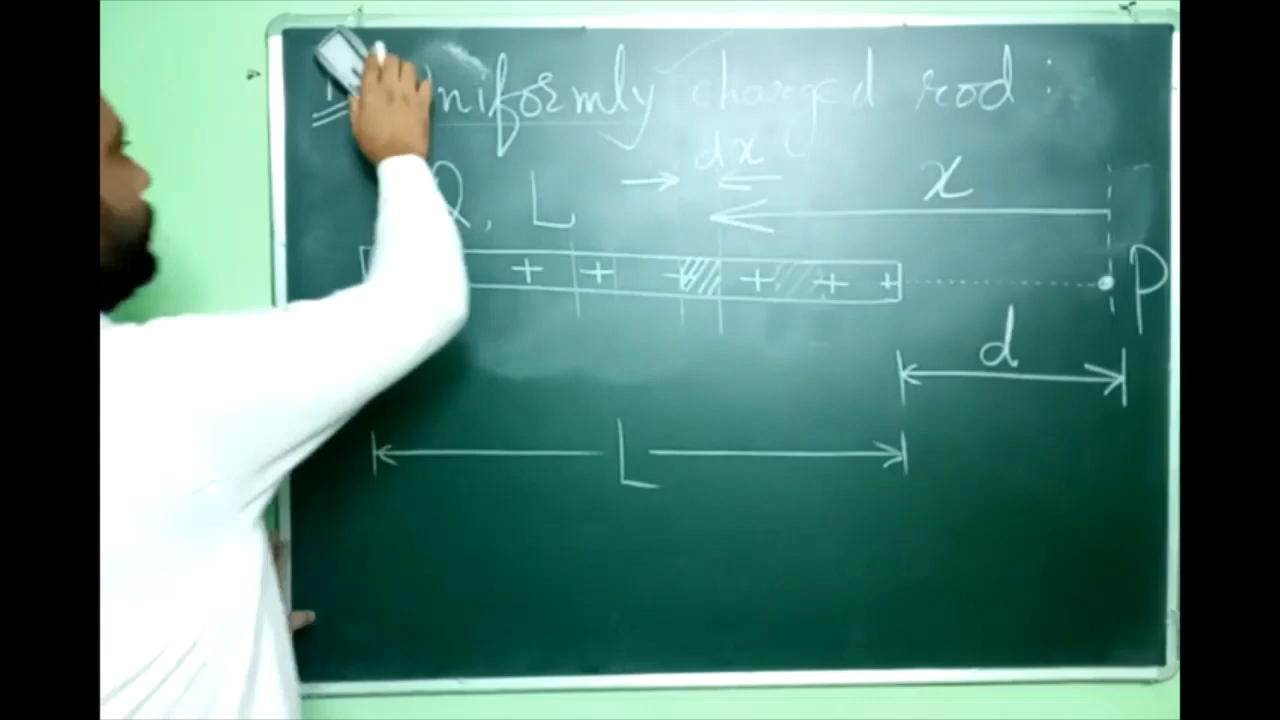 niformly charged rod :
dx
Q, L
x
+ + + + + +
P
d
L